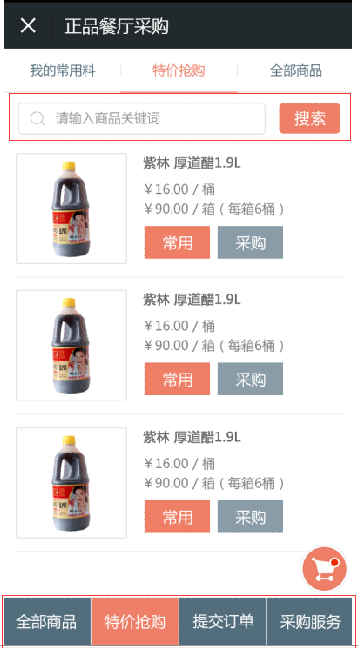 正品餐厅采购
我的常用料 特价抢购 全部商品
请输入商品关键词 搜索
紫林 厚道醋1.9L
￥16.00 / 桶
￥90.00 / 箱 ( 每箱6桶 )
常用 采购
紫林 厚道醋1.9L
￥16.00 / 桶
￥90.00 / 箱 ( 每箱6桶 )
常用 采购
紫林 厚道醋1.9L
￥16.00 / 桶
￥90.00 / 箱 ( 每箱6桶 )
常用 采购
全部商品 特价抢购 提交订单 采购服务